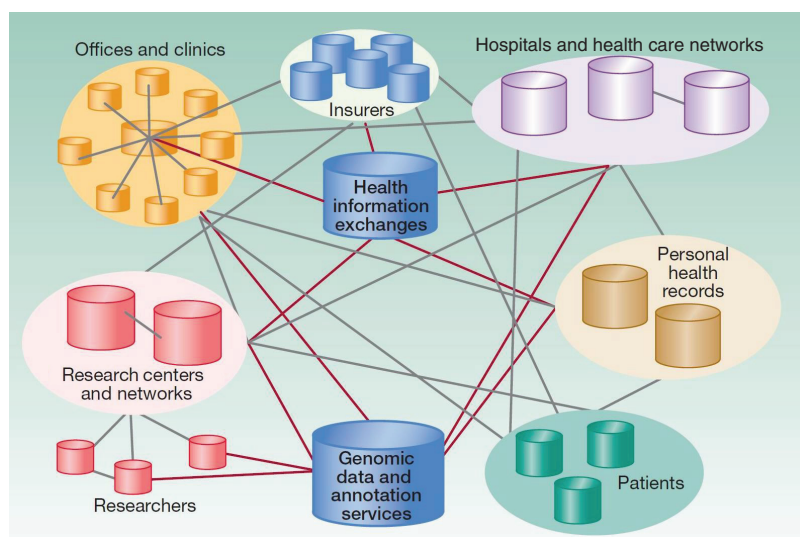 Offices and clinics
Insurers
Hospitals and health care networks
Health
information
exchanges
Personal
health
records
Research centers
and networks
Genomic
data and
annotation
services
Patients
Researchers